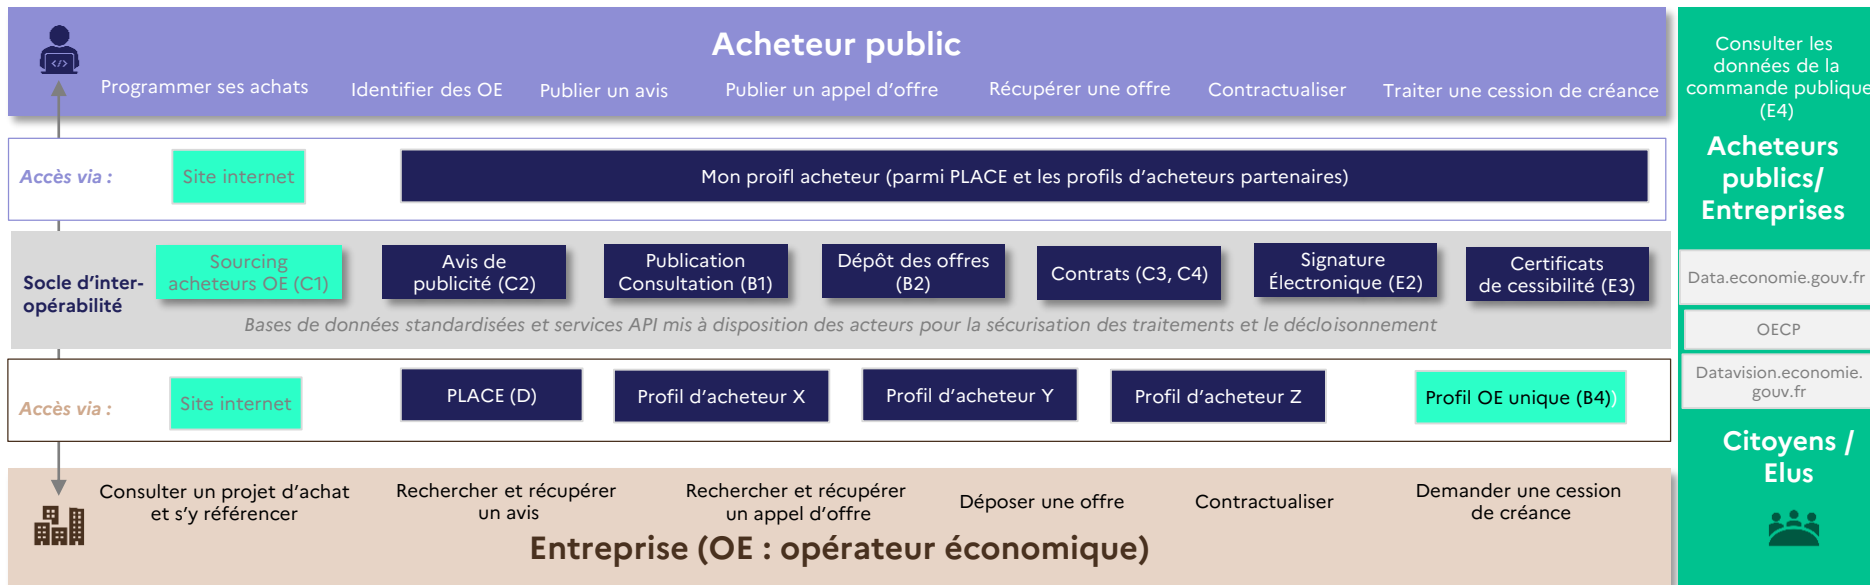 Acheteur public
Programmer ses achats
Identifier des OE
Publier un avis
Publier un appel d'offre
Récupérer une offre
Contractualiser
Traiter une cession de créance
Accès via :
Site internet
Mon proifl acheteur (parmi PLACE et les profils d'acheteurs partenaires)
Socle d'inter-
opérabilité
Sourcing
acheteurs OE (C1)
Avis de
publicité (C2)
Publication
Consultation (B1)
Dépôt des offres
(B2)
Contrats (C3, C4)
Signature
Électronique (E2)
Certificats
de cessibilité (E3)
Bases de données standardisées et services API mis à disposition des acteurs pour la sécurisation des traitements et le décloisonnement
Accès via :
Site internet
PLACE (D)
Profil d'acheteur X
Profil d'acheteur Y
Profil d'acheteur Z
Profil OE unique (B4))
Consulter un projet d'achat
et s'y référencer
Rechercher et récupérer
un avis
Rechercher et récupérer
un appel d'offre
Déposer une offre
Contractualiser
Demander une cession
de créance
Entreprise (OE : opérateur économique)
Consulter les
données de la
commande publique
(E4)
Acheteurs
publics/
Entreprises
Data.economie.gouv.fr
OECP
Datavision.economie.
gouv.fr
Citoyens /
Elus